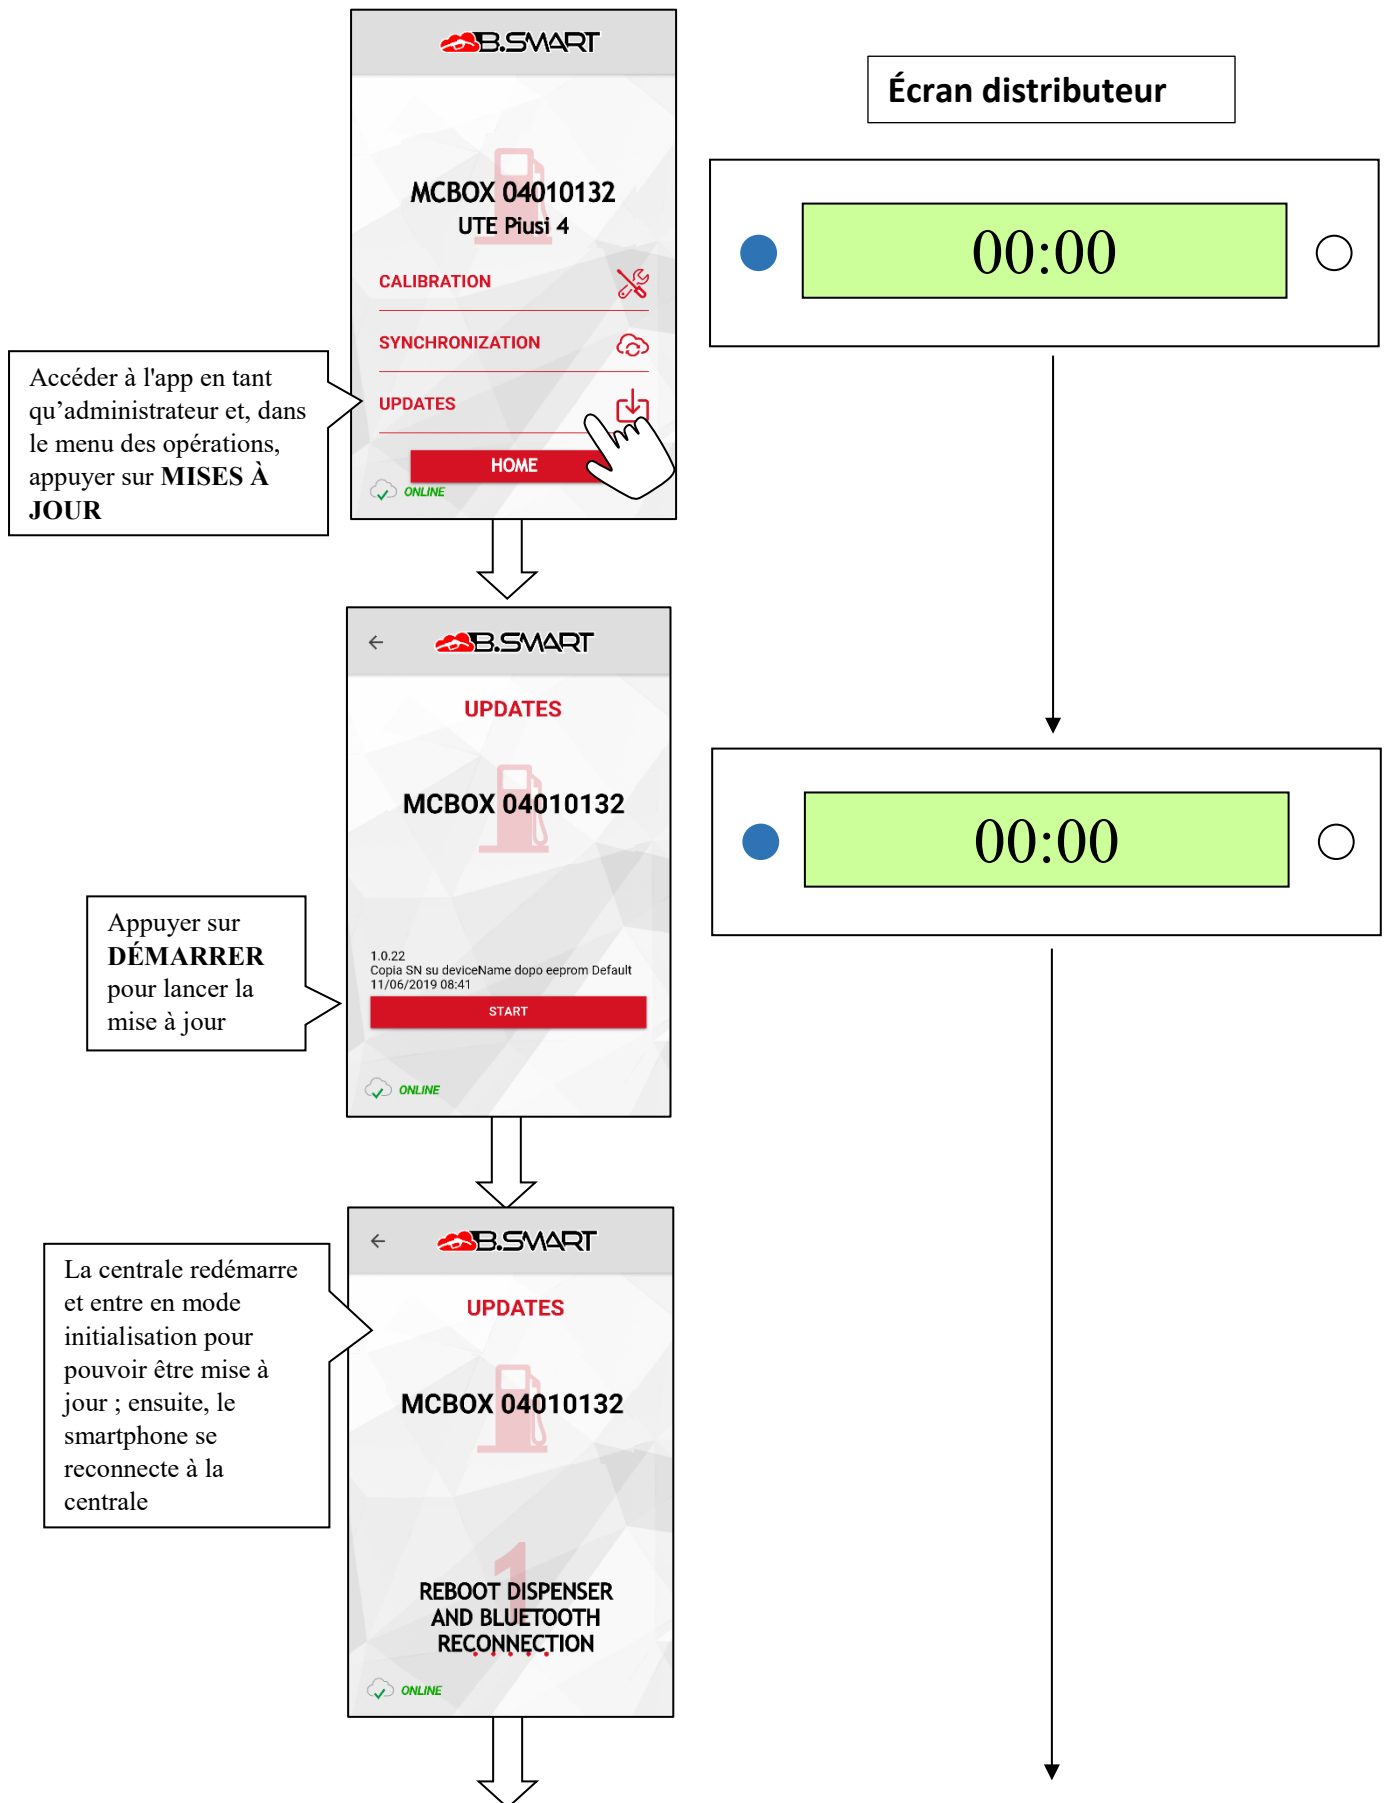 B.SMART
Écran distributeur
MCBOX 04010132
UTE Piusi 4
00:00
CALIBRATION
SYNCHRONIZATION
UPDATES
HOME
ONLINE
Accéder à l'app en tant
qu’administrateur et, dans
le menu des opérations,
appuyer sur MISES À
JOUR
B.SMART
UPDATES
MCBOX 04010132
00:00
Appuyer sur
DÉMARRER
pour lancer la
mise à jour
1.0.22
Copia SN su deviceName dopo eeprom Default
11/06/2019 08:41
START
ONLINE
B.SMART
La centrale redémarre
et entre en mode
initialisation pour
pouvoir être mise à
jour ; ensuite, le
smartphone se
reconnecte à la
centrale
UPDATES
MCBOX 04010132
1
REBOOT DISPENSER
AND BLUETOOTH
RECONNECTION
ONLINE